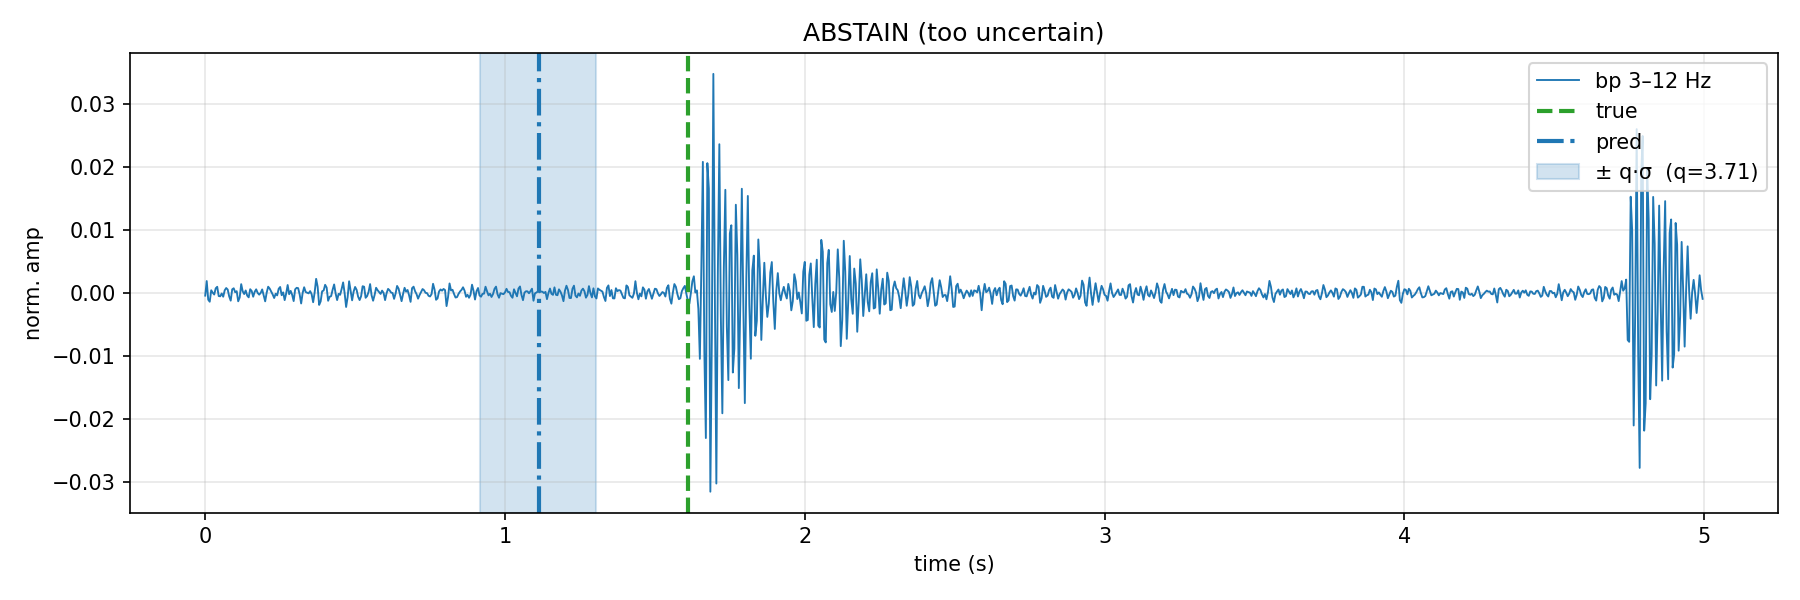 ABSTAIN (too uncertain)
bp 3–12 Hz
true
pred
± q·σ  (q=3.71)
norm. amp
0.03
0.02
0.01
0.00
−0.01
−0.02
−0.03
0 1 2 3 4 5
time (s)